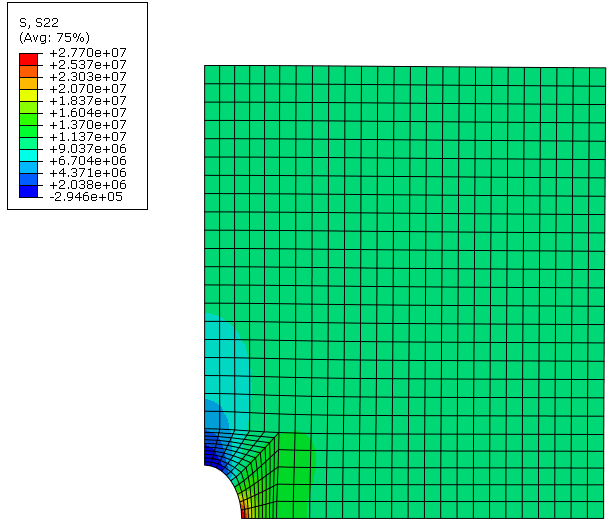 S, S22
(Avg: 75%)
+2.770e+07
+2.537e+07
+2.303e+07
+2.070e+07
+1.837e+07
+1.604e+07
+1.370e+07
+1.137e+07
+9.037e+06
+6.704e+06
+4.371e+06
+2.038e+06
-2.946e+05